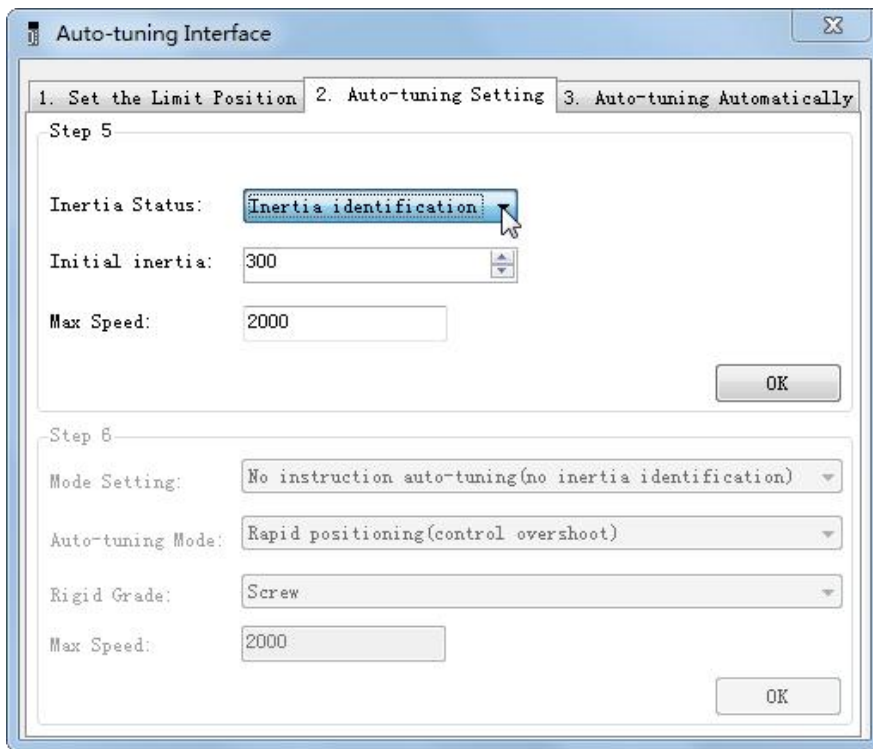 Auto-tuning Interface
1. Set the Limit Position 2. Auto-tuning Setting 3. Auto-tuning Automatically
Step 5
Inertia Status: Inertia identification
Initial inertia: 300
Max Speed: 2000
OK
Step 6
Mode Setting: No instruction auto-tuning(no inertia identification)
Auto-tuning Mode: Rapid positioning(control overshoot)
Rigid Grade: Screw
Max Speed: 2000
OK